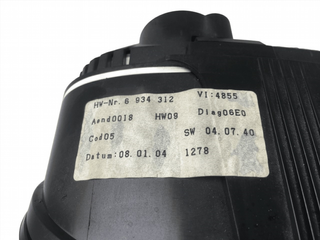 HW-Nr. 6 934 312 VI:4855
Aend0018 HW09 Diag06E0
Cod05 SW 04.07.40
Datum:08.01.04 1278